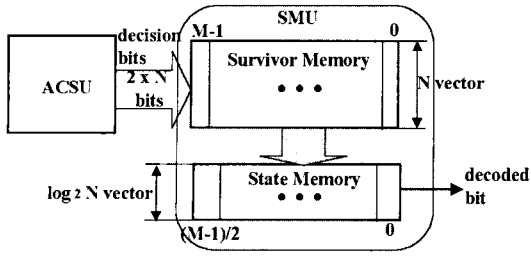 SMU
decision
bits
2 x N
bits
ACSU
M-1
0
Survivor Memory
N vector
State Memory
log 2 N vector
decoded
bit
(M-1)/2
0